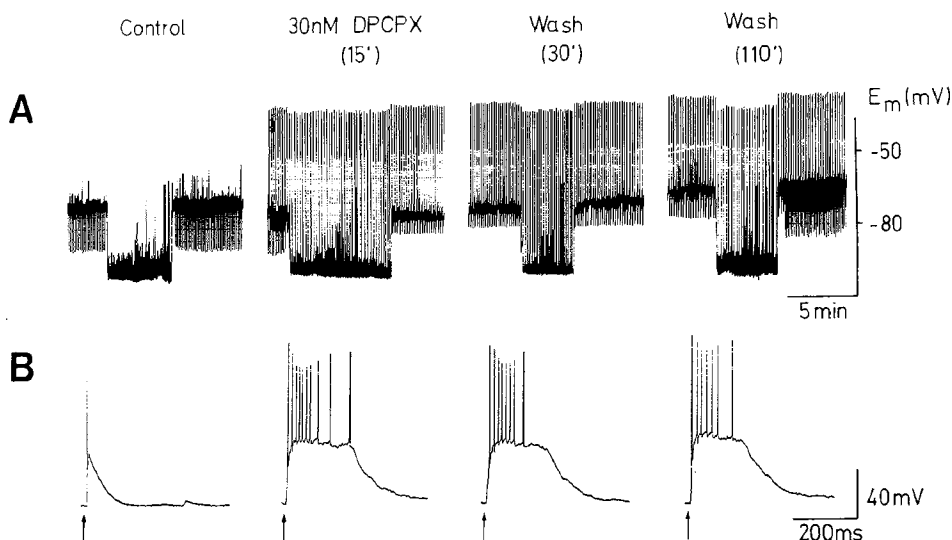 Control
30nM DPCPX
(15')
Wash
(30')
Wash
(110')
A
Em(mV)
-50
-80
5 min
B
40mV
200ms